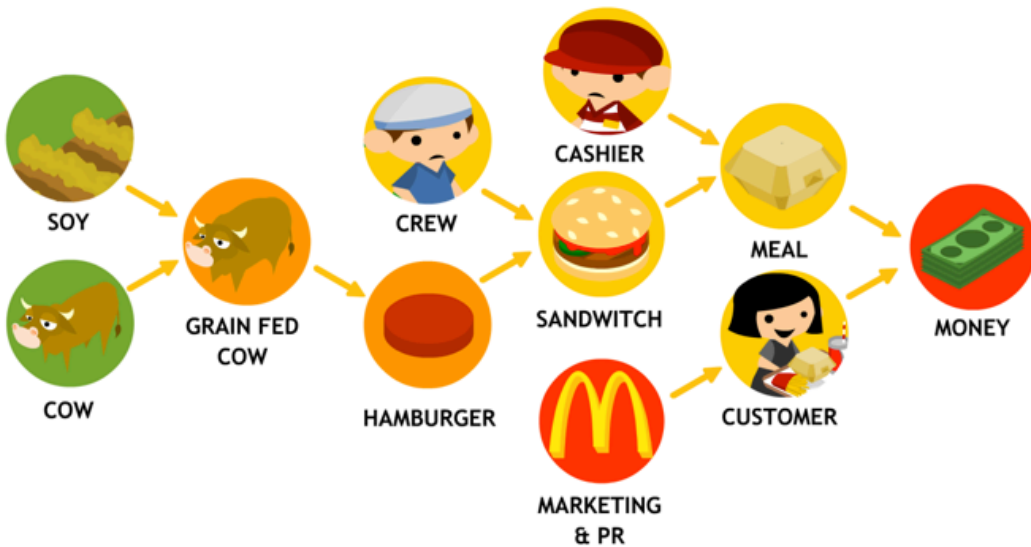 SOY
COW
GRAIN FED
COW
CREW
HAMBURGER
CASHIER
SANDWITCH
MARKETING
& PR
MEAL
CUSTOMER
MONEY